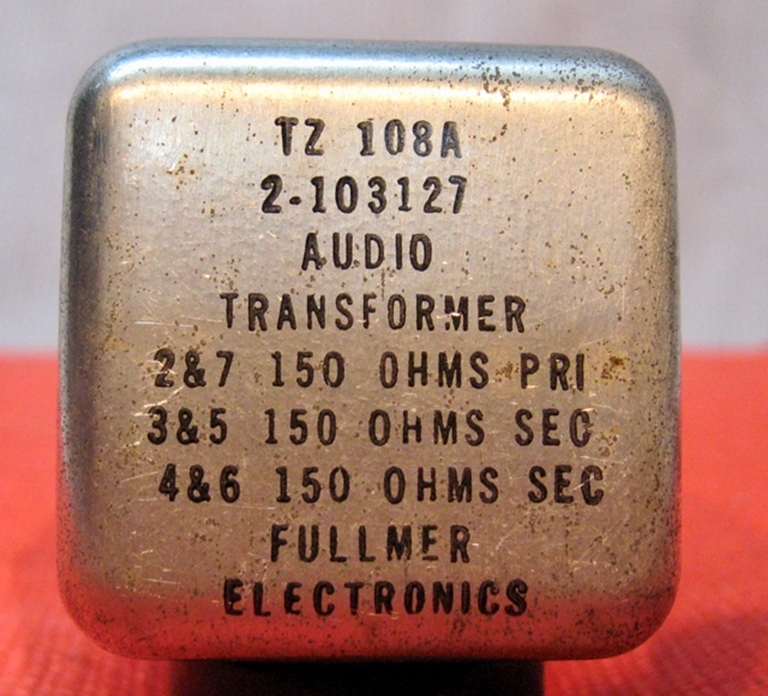 TZ 108A
2-103127
AUDIO
TRANSFORMER
2&7 150 OHMS PRI
3&5 150 OHMS SEC
4&6 150 OHMS SEC
FULLMER
ELECTRONICS